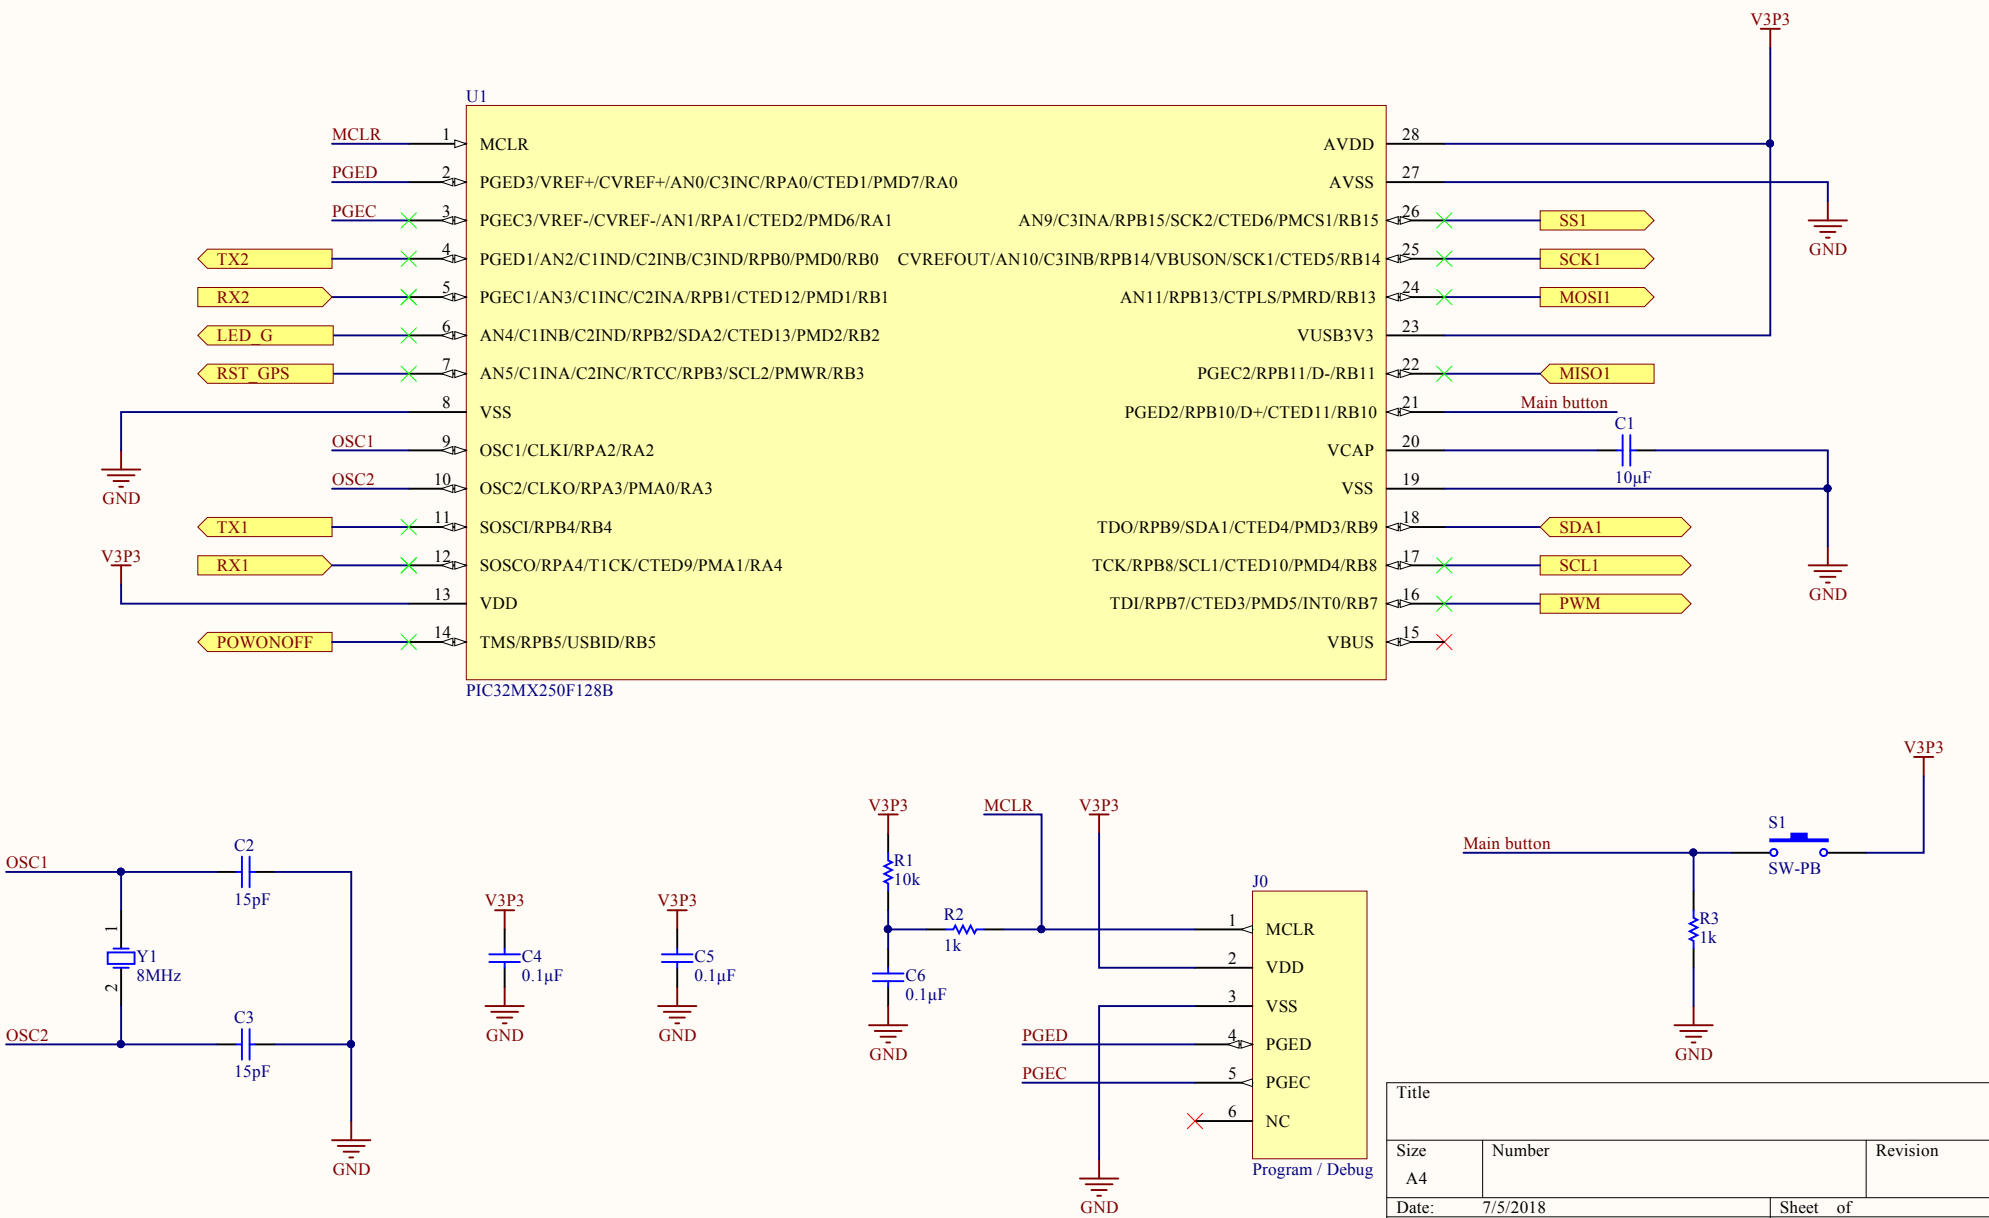 V3P3
U1
MCLR 1 MCLR
PGED 2 PGED3/VREF+/CVREF+/AN0/C3INC/RPA0/CTED1/PMD7/RA0
PGEC 3 PGEC3/VREF-/CVREF-/AN1/RPA1/CTED2/PMD6/RA1
TX2 4 PGED1/AN2/C1IND/C2INB/C3IND/RPB0/PMD0/RB0
RX2 5 PGEC1/AN3/C1INC/C2INA/RPB1/CTED12/PMD1/RB1
LED_G 6 AN4/C1INB/C2IND/RPB2/SDA2/CTED13/PMD2/RB2
RST_GPS 7 AN5/C1INA/C2INC/RTCC/RPB3/SCL2/PMWR/RB3
8 VSS
GND
OSC1 9 OSC1/CLKI/RPA2/RA2
OSC2 10 OSC2/CLKO/RPA3/PMA0/RA3
TX1 11 SOSCI/RPB4/RB4
V3P3
RX1 12 SOSCO/RPA4/T1CK/CTED9/PMA1/RA4
13 VDD
POWONOFF 14 TMS/RPB5/USBID/RB5
AVDD 28
AVSS 27
GND
AN9/C3INA/RPB15/SCK2/CTED6/PMCS1/RB15 26 SS1
CVREFOUT/AN10/C3INB/RPB14/VBUSON/SCK1/CTED5/RB14 25 SCK1
AN11/RPB13/CTPLS/PMRD/RB13 24 MOSI1
VUSB3V3 23
PGEC2/RPB11/D-/RB11 22 MISO1
PGED2/RPB10/D+/CTED11/RB10 21 Main button
C1
VCAP 20
10µF
VSS 19
TDO/RPB9/SDA1/CTED4/PMD3/RB9 18 SDA1
TCK/RPB8/SCL1/CTED10/PMD4/RB8 17 SCL1
TDI/RPB7/CTED3/PMD5/INT0/RB7 16 PWM
GND
VBUS 15
PIC32MX250F128B
OSC1
C2
15pF
1
Y1
8MHz
2
OSC2
C3
15pF
GND
V3P3
C4
0.1µF
GND
V3P3
C5
0.1µF
GND
V3P3
MCLR
V3P3
R1
10k
R2
1k
C6
0.1µF
GND
J0
1 MCLR
2 VDD
3 VSS
PGED 4 PGED
PGEC 5 PGEC
6 NC
Program / Debug
GND
V3P3
S1
Main button
SW-PB
R3
1k
GND
Title
Size Number Revision
A4
Date: 7/5/2018 Sheet of